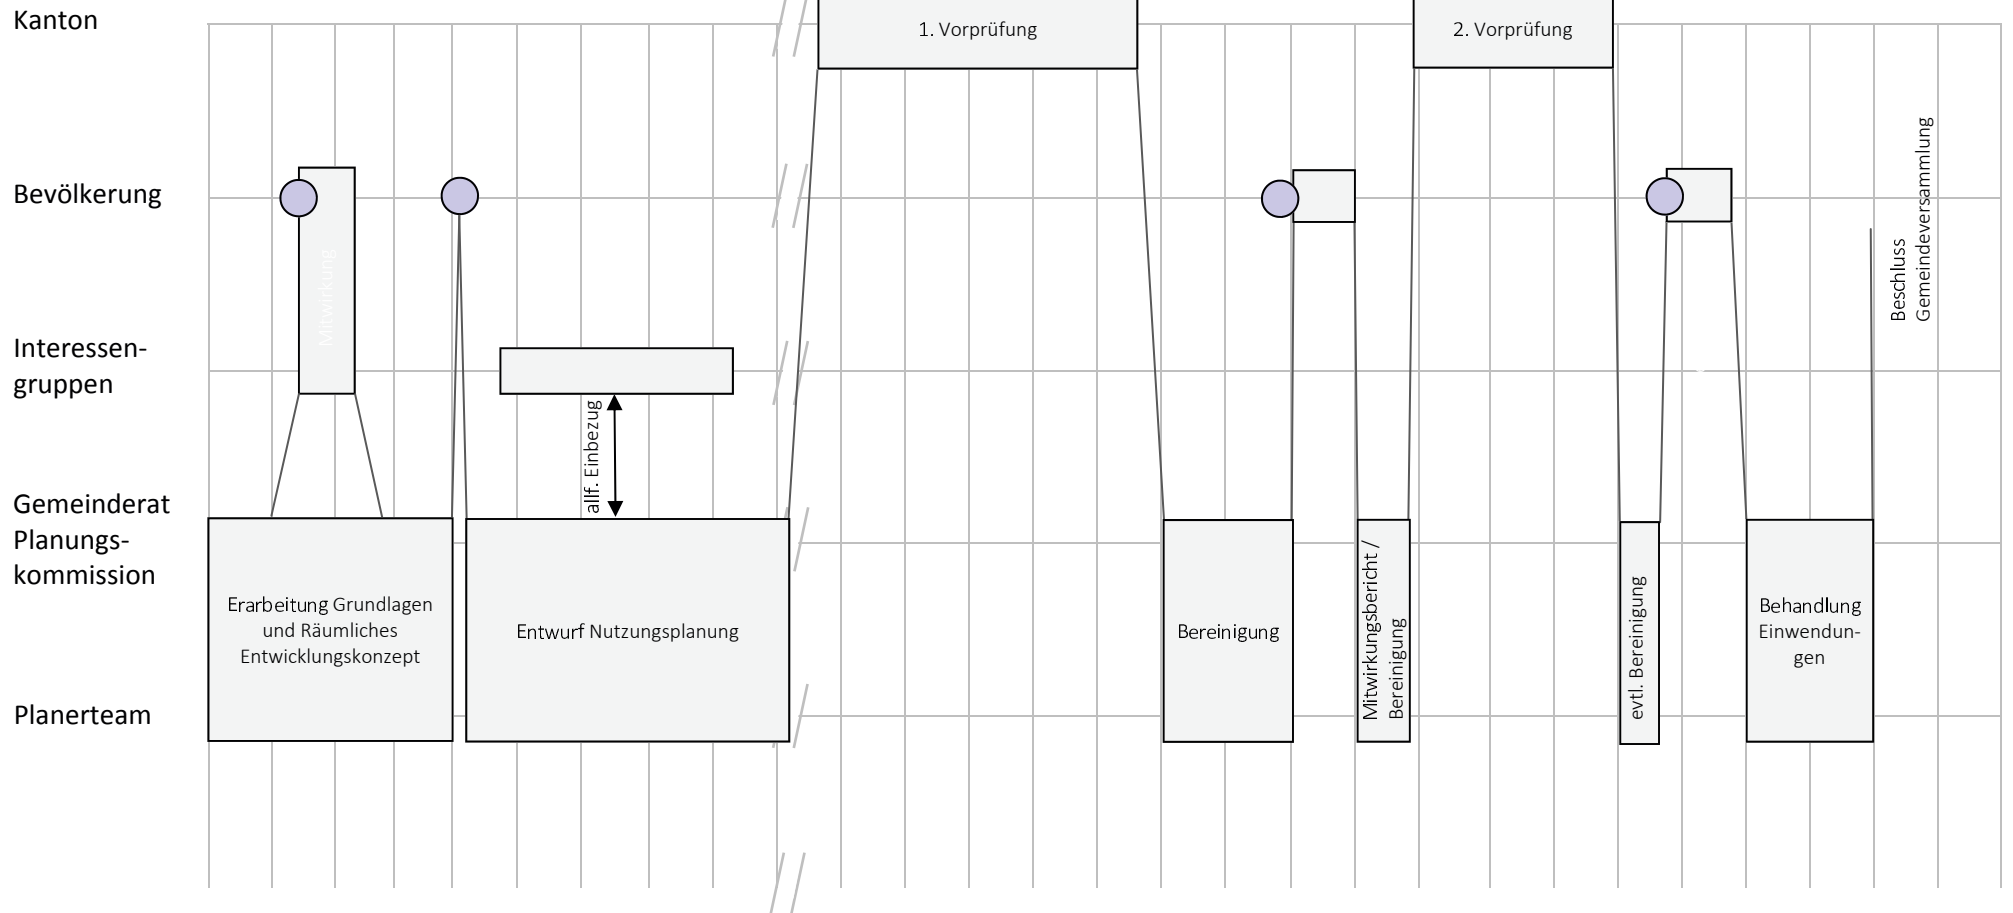 Kanton
1. Vorprüfung
2. Vorprüfung
Bevölkerung
Mitwirkung
Beschluss
Gemeindeversammlung
Interessen-
gruppen
allf. Einbezug
Gemeinderat
Planungs-
kommission
Erarbeitung Grundlagen
und Räumliches
Entwicklungskonzept
Entwurf Nutzungsplanung
Bereinigung
Mitwirkungsbericht /
Bereinigung
evtl. Bereinigung
Behandlung
Einwendun-
gen
Planerteam